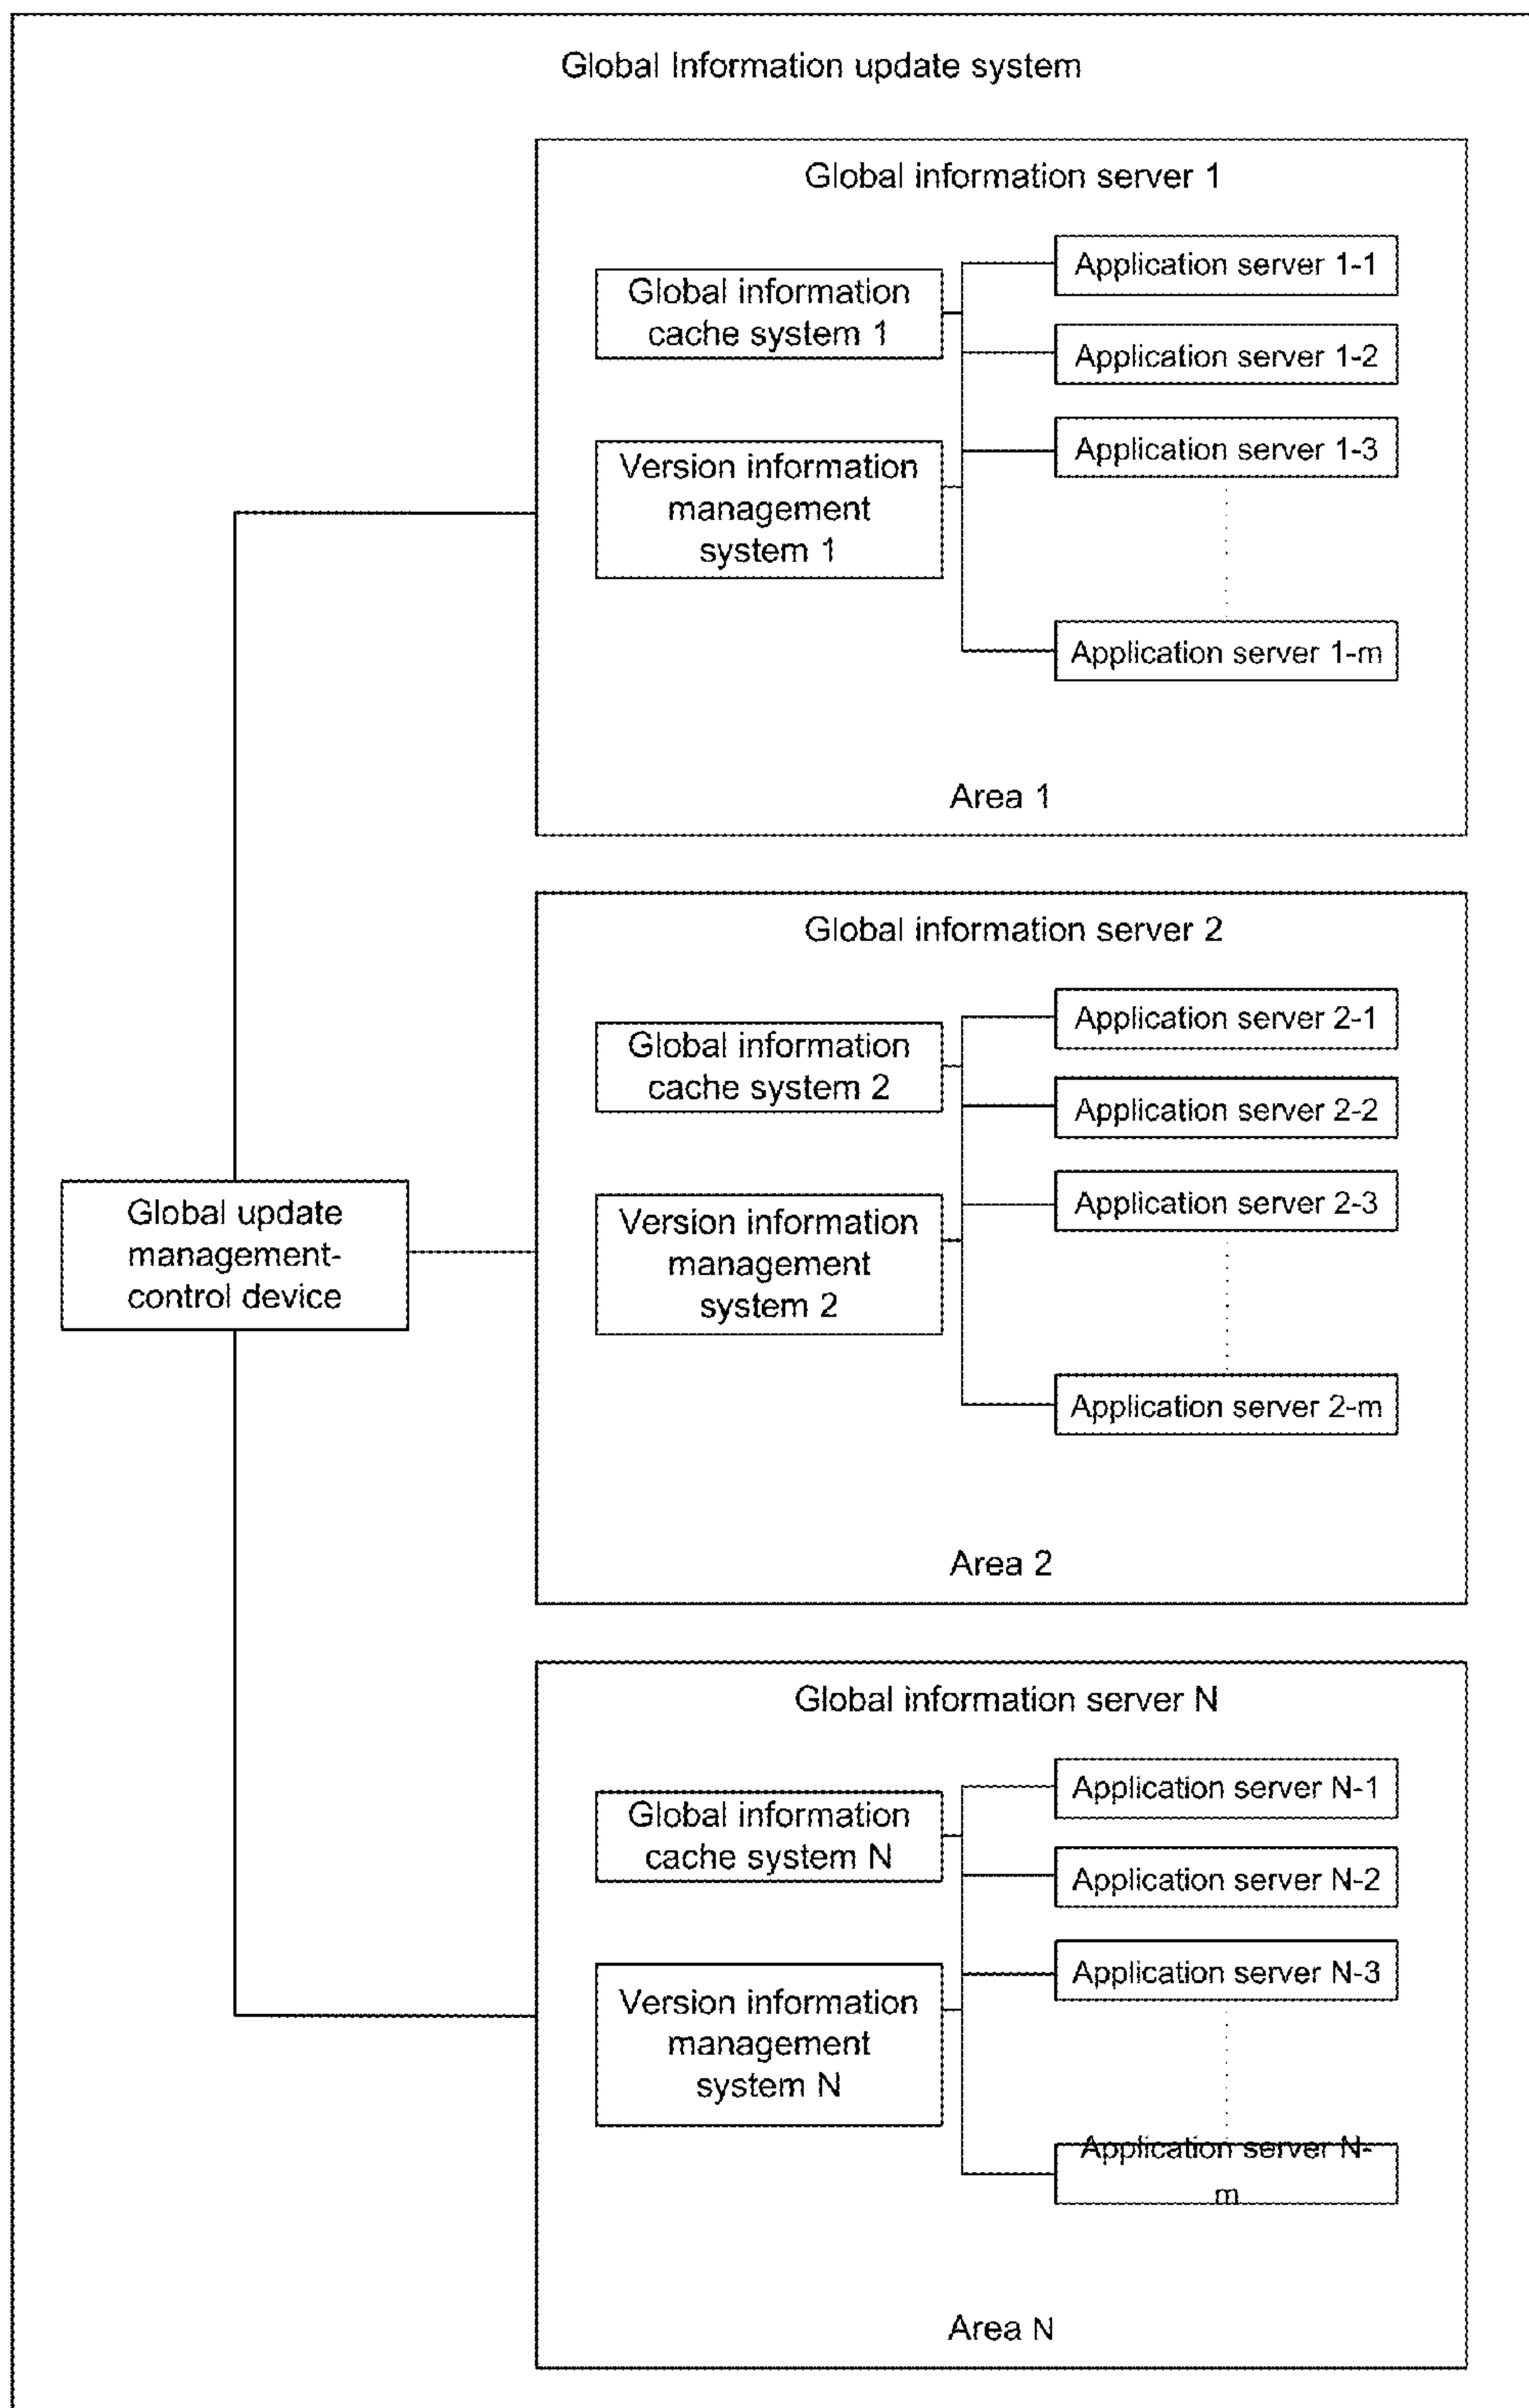 Global Information update system
Global information server 1
Global information
cache system 1
Version information
management
system 1
Application server 1-1
Application server 1-2
Application server 1-3
Application server 1-m
Area 1
Global update
management-
control device
Global information server 2
Global information
cache system 2
Version information
management
system 2
Application server 2-1
Application server 2-2
Application server 2-3
Application server 2-m
Area 2
Global information server N
Global information
cache system N
Version information
management
system N
Application server N-1
Application server N-2
Application server N-3
Application server N-
m
Area N